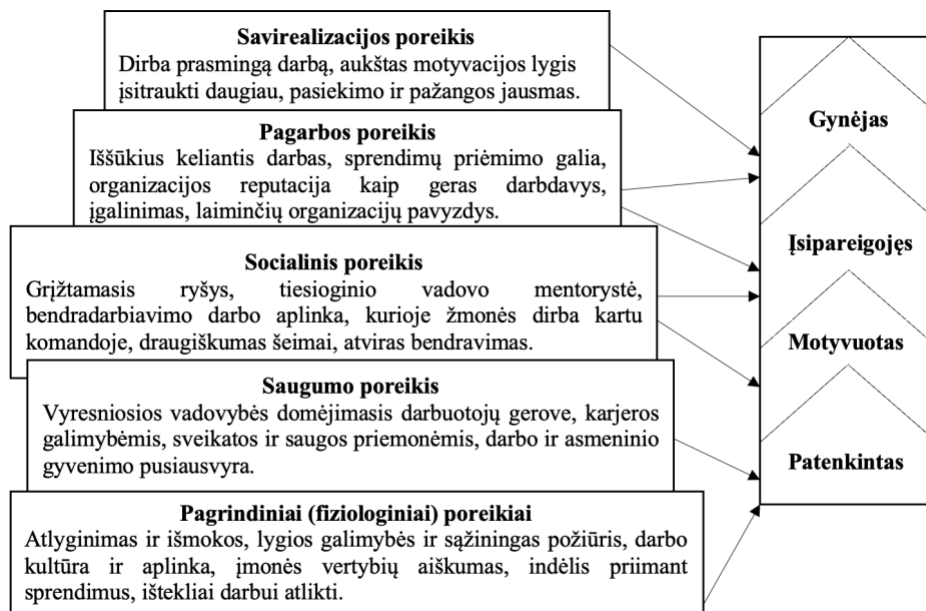 Savirealizacijos poreikis
Dirba prasmingą darbą, aukštas motyvacijos lygis
įsitraukti daugiau, pasiekimo ir pažangos jausmas.
Pagarbos poreikis
Iššūkius keliantis darbas, sprendimų priėmimo galia,
organizacijos reputacija kaip geras darbdavys,
įgalinimas, laiminčių organizacijų pavyzdys.
Socialinis poreikis
Grįžtamasis ryšys, tiesioginio vadovo mentorystė,
bendradarbiavimo darbo aplinka, kurioje žmonės dirba kartu
komandoje, draugiškumas šeimai, atviras bendravimas.
Saugumo poreikis
Vyresniosios vadovybės domėjimasis darbuotojų gerove, karjeros
galimybėmis, sveikatos ir saugos priemonėmis, darbo ir asmeninio
gyvenimo pusiausvyra.
Pagrindiniai (fiziologiniai) poreikiai
Atlyginimas ir išmokos, lygios galimybės ir sąžiningas požiūris, darbo
kultūra ir aplinka, įmonės vertybių aiškumas, indėlis priimant
sprendimus, ištekliai darbui atlikti.
Gynėjas
Įsipareigojęs
Motyvuotas
Patenkintas